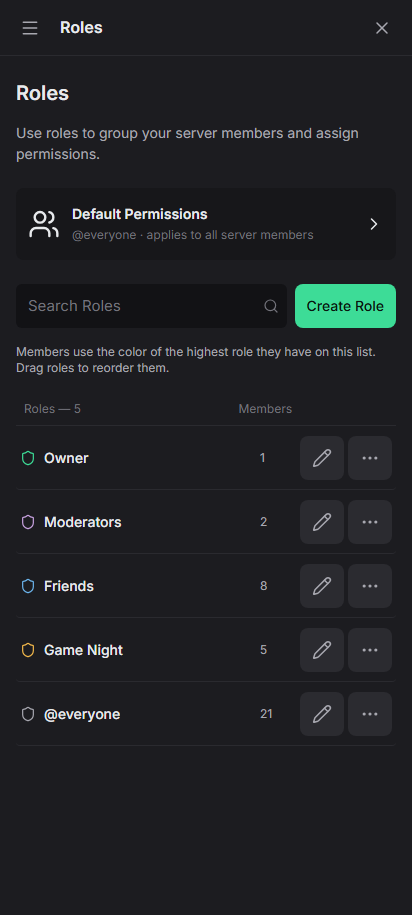 Roles
Roles
Use roles to group your server members and assign
permissions.
Default Permissions
@everyone · applies to all server members
Search Roles
Create Role
Members use the color of the highest role they have on this list.
Drag roles to reorder them.
Roles — 5 Members
Owner 1
Moderators 2
Friends 8
Game Night 5
@everyone 21